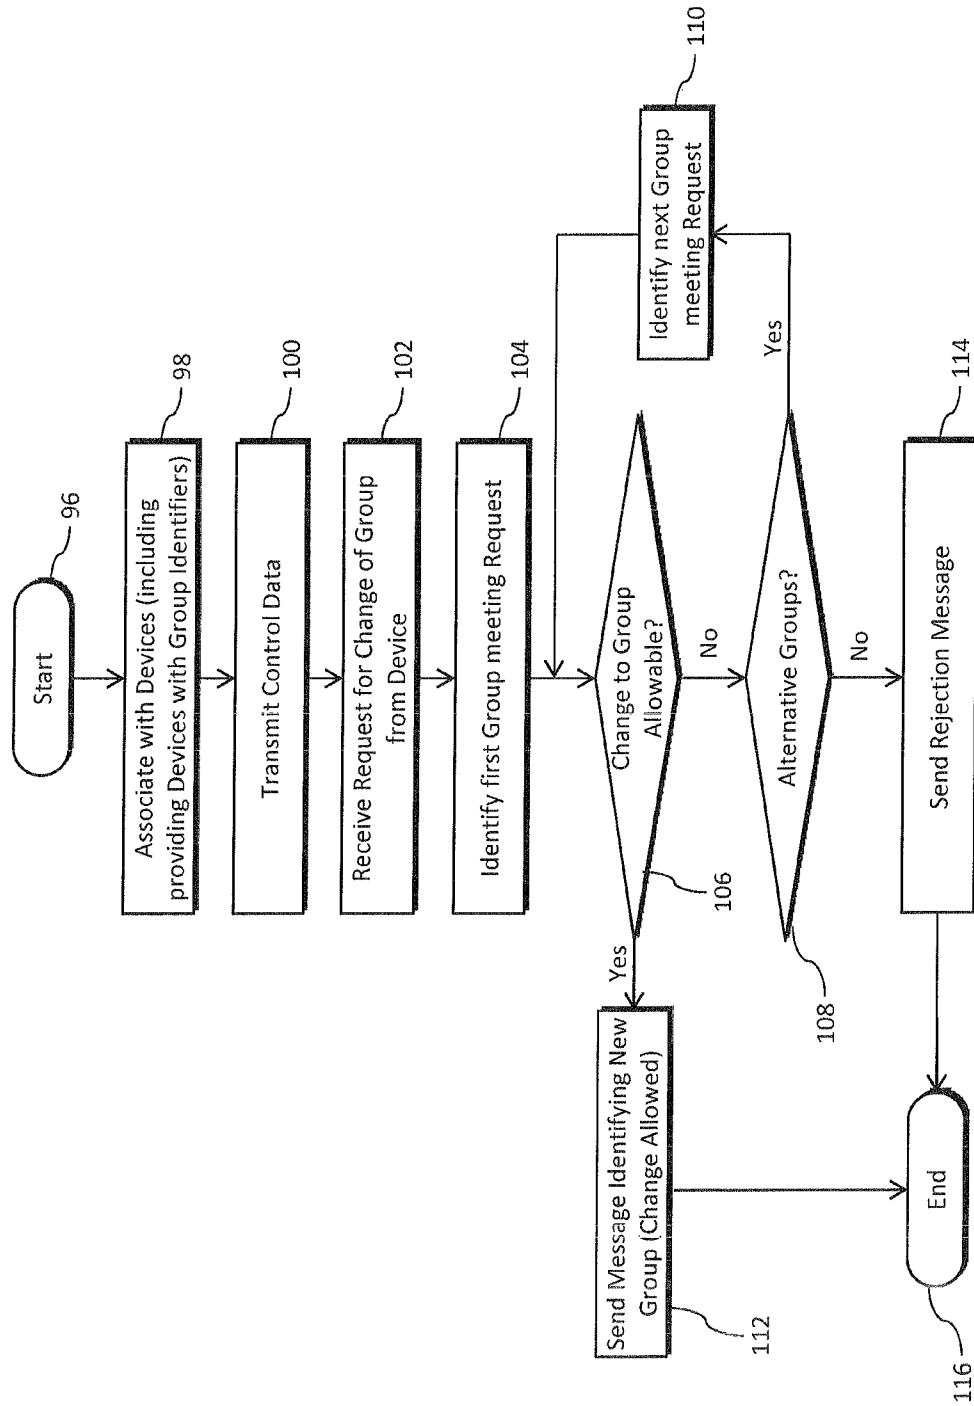 Start
96
Associate with Devices (including
providing Devices with Group Identifiers)
98
Transmit Control Data
100
Receive Request for Change of Group
from Device
102
Identify first Group meeting Request
104
Change to Group
Allowable?
106
Yes
No
Send Message Identifying New
Group (Change Allowed)
112
Alternative Groups?
108
Yes
No
Identify next Group
meeting Request
110
Send Rejection Message
114
End
116